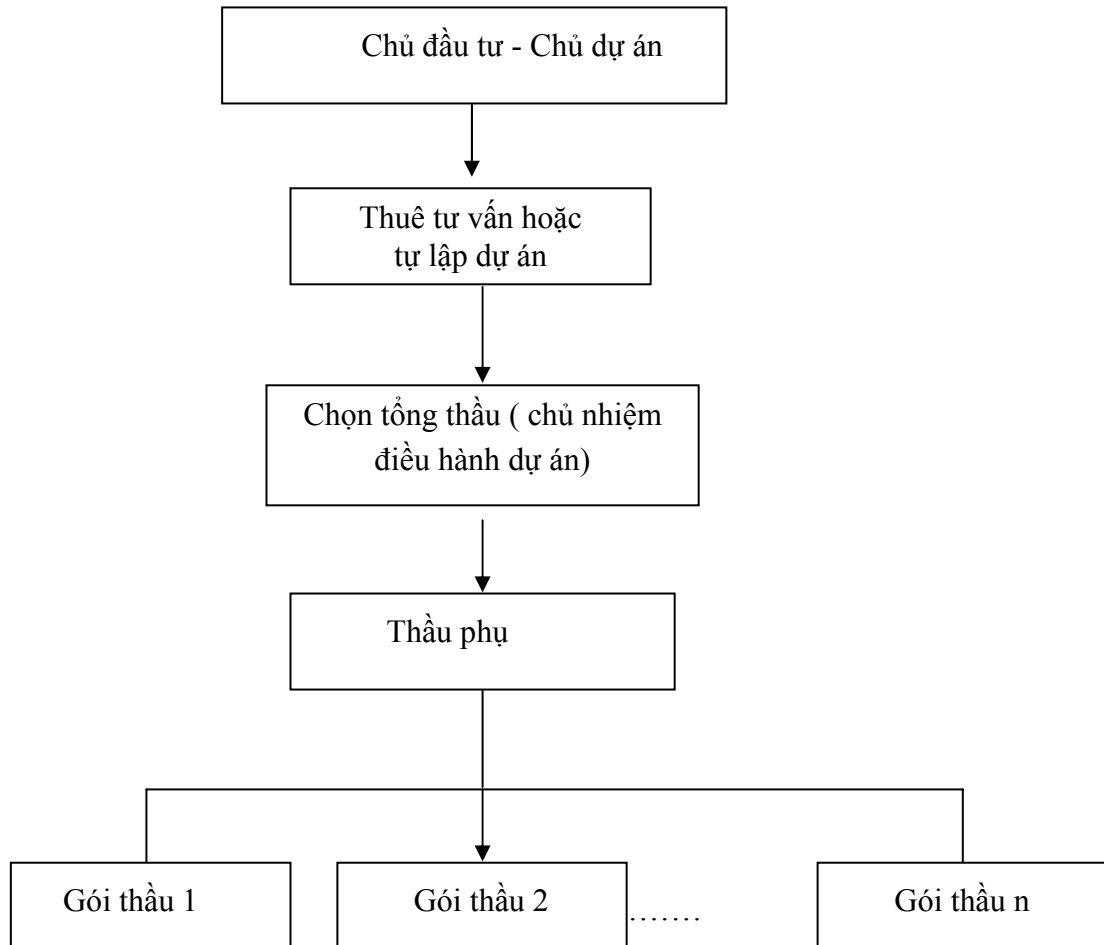 Chủ đầu tư - Chủ dự án
Thuê tư vấn hoặc
tự lập dự án
Chọn tổng thầu ( chủ nhiệm
điều hành dự án)
Thầu phụ
Gói thầu 1
Gói thầu 2
.......
Gói thầu n